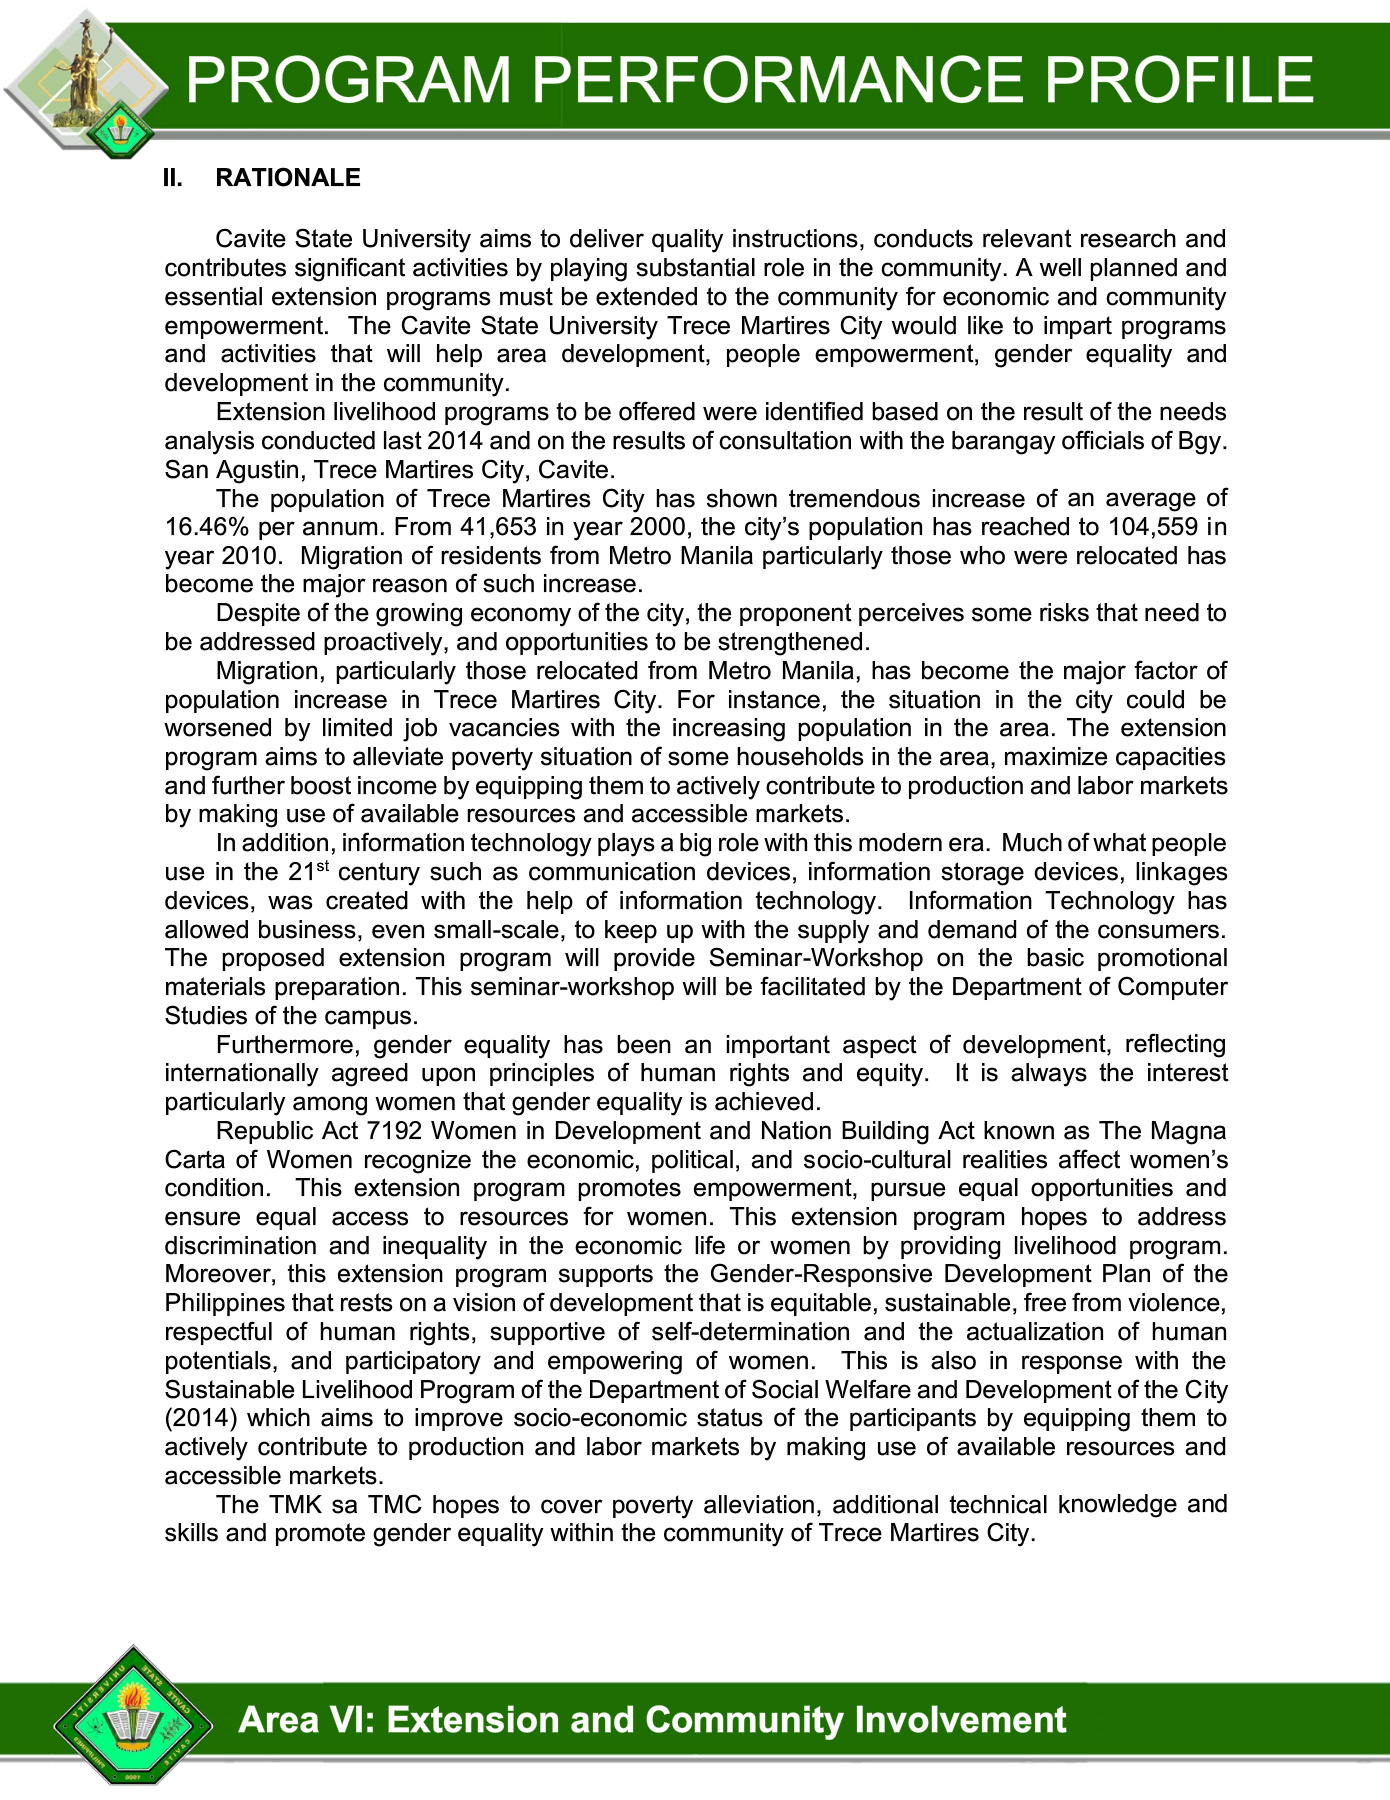 PROGRAM PERFORMANCE PROFILE
II. RATIONALE
Cavite State University aims to deliver quality instructions, conducts relevant research and
contributes significant activities by playing substantial role in the community. A well planned and
essential extension programs must be extended to the community for economic and community
empowerment. The Cavite State University Trece Martires City would like to impart programs
and activities that will help area development, people empowerment, gender equality and
development in the community.
Extension livelihood programs to be offered were identified based on the result of the needs
analysis conducted last 2014 and on the results of consultation with the barangay officials of Bgy.
San Agustin, Trece Martires City, Cavite.
The population of Trece Martires City has shown tremendous increase of an average of
16.46% per annum. From 41,653 in year 2000, the city’s population has reached to 104,559 in
year 2010. Migration of residents from Metro Manila particularly those who were relocated has
become the major reason of such increase.
Despite of the growing economy of the city, the proponent perceives some risks that need to
be addressed proactively, and opportunities to be strengthened.
Migration, particularly those relocated from Metro Manila, has become the major factor of
population increase in Trece Martires City. For instance, the situation in the city could be
worsened by limited job vacancies with the increasing population in the area. The extension
program aims to alleviate poverty situation of some households in the area, maximize capacities
and further boost income by equipping them to actively contribute to production and labor markets
by making use of available resources and accessible markets.
In addition, information technology plays a big role with this modern era. Much of what people
use in the 21st century such as communication devices, information storage devices, linkages
devices, was created with the help of information technology. Information Technology has
allowed business, even small-scale, to keep up with the supply and demand of the consumers.
The proposed extension program will provide Seminar-Workshop on the basic promotional
materials preparation. This seminar-workshop will be facilitated by the Department of Computer
Studies of the campus.
Furthermore, gender equality has been an important aspect of development, reflecting
internationally agreed upon principles of human rights and equity. It is always the interest
particularly among women that gender equality is achieved.
Republic Act 7192 Women in Development and Nation Building Act known as The Magna
Carta of Women recognize the economic, political, and socio-cultural realities affect women’s
condition. This extension program promotes empowerment, pursue equal opportunities and
ensure equal access to resources for women. This extension program hopes to address
discrimination and inequality in the economic life or women by providing livelihood program.
Moreover, this extension program supports the Gender-Responsive Development Plan of the
Philippines that rests on a vision of development that is equitable, sustainable, free from violence,
respectful of human rights, supportive of self-determination and the actualization of human
potentials, and participatory and empowering of women. This is also in response with the
Sustainable Livelihood Program of the Department of Social Welfare and Development of the City
(2014) which aims to improve socio-economic status of the participants by equipping them to
actively contribute to production and labor markets by making use of available resources and
accessible markets.
The TMK sa TMC hopes to cover poverty alleviation, additional technical knowledge and
skills and promote gender equality within the community of Trece Martires City.
CAVITE STATE UNIVERSITY
CAVITE
PHILIPPINES
Area VI: Extension and Community Involvement